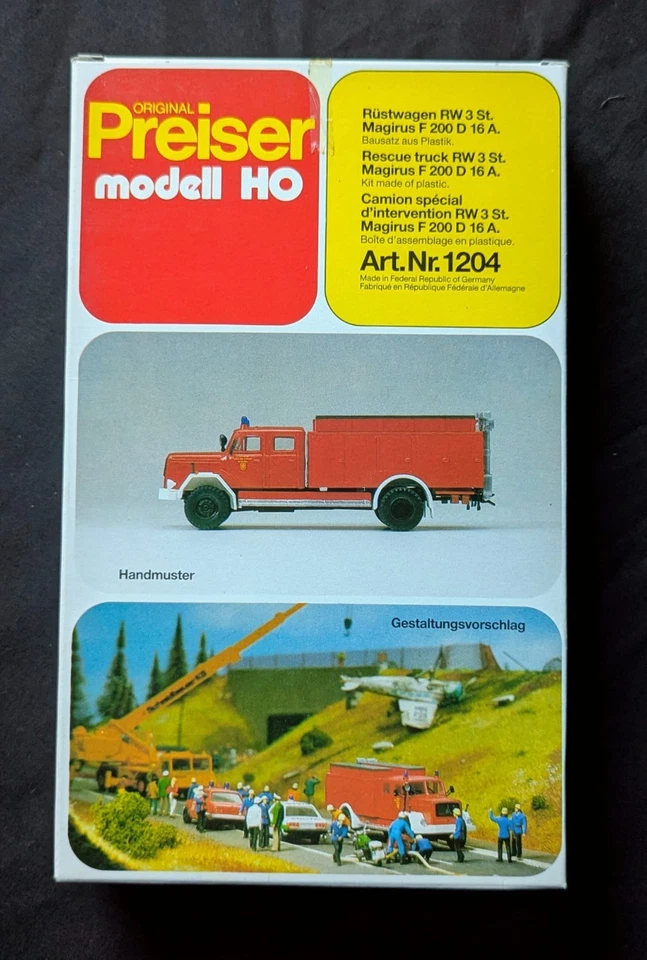 ORIGINAL
Preiser
modell HO
Rüstwagen RW 3 St.
Magirus F 200 D 16 A.
Bausatz aus Plastik.
Rescue truck RW 3 St.
Magirus F 200 D 16 A.
Kit made of plastic.
Camion spécial
d'intervention RW 3 St.
Magirus F 200 D 16 A.
Boîte d'assemblage en plastique.
Art.Nr.1204
Made in Federal Republic of Germany
Fabriqué en République Fédérale d'Allemagne
Handmuster
Gestaltungsvorschlag